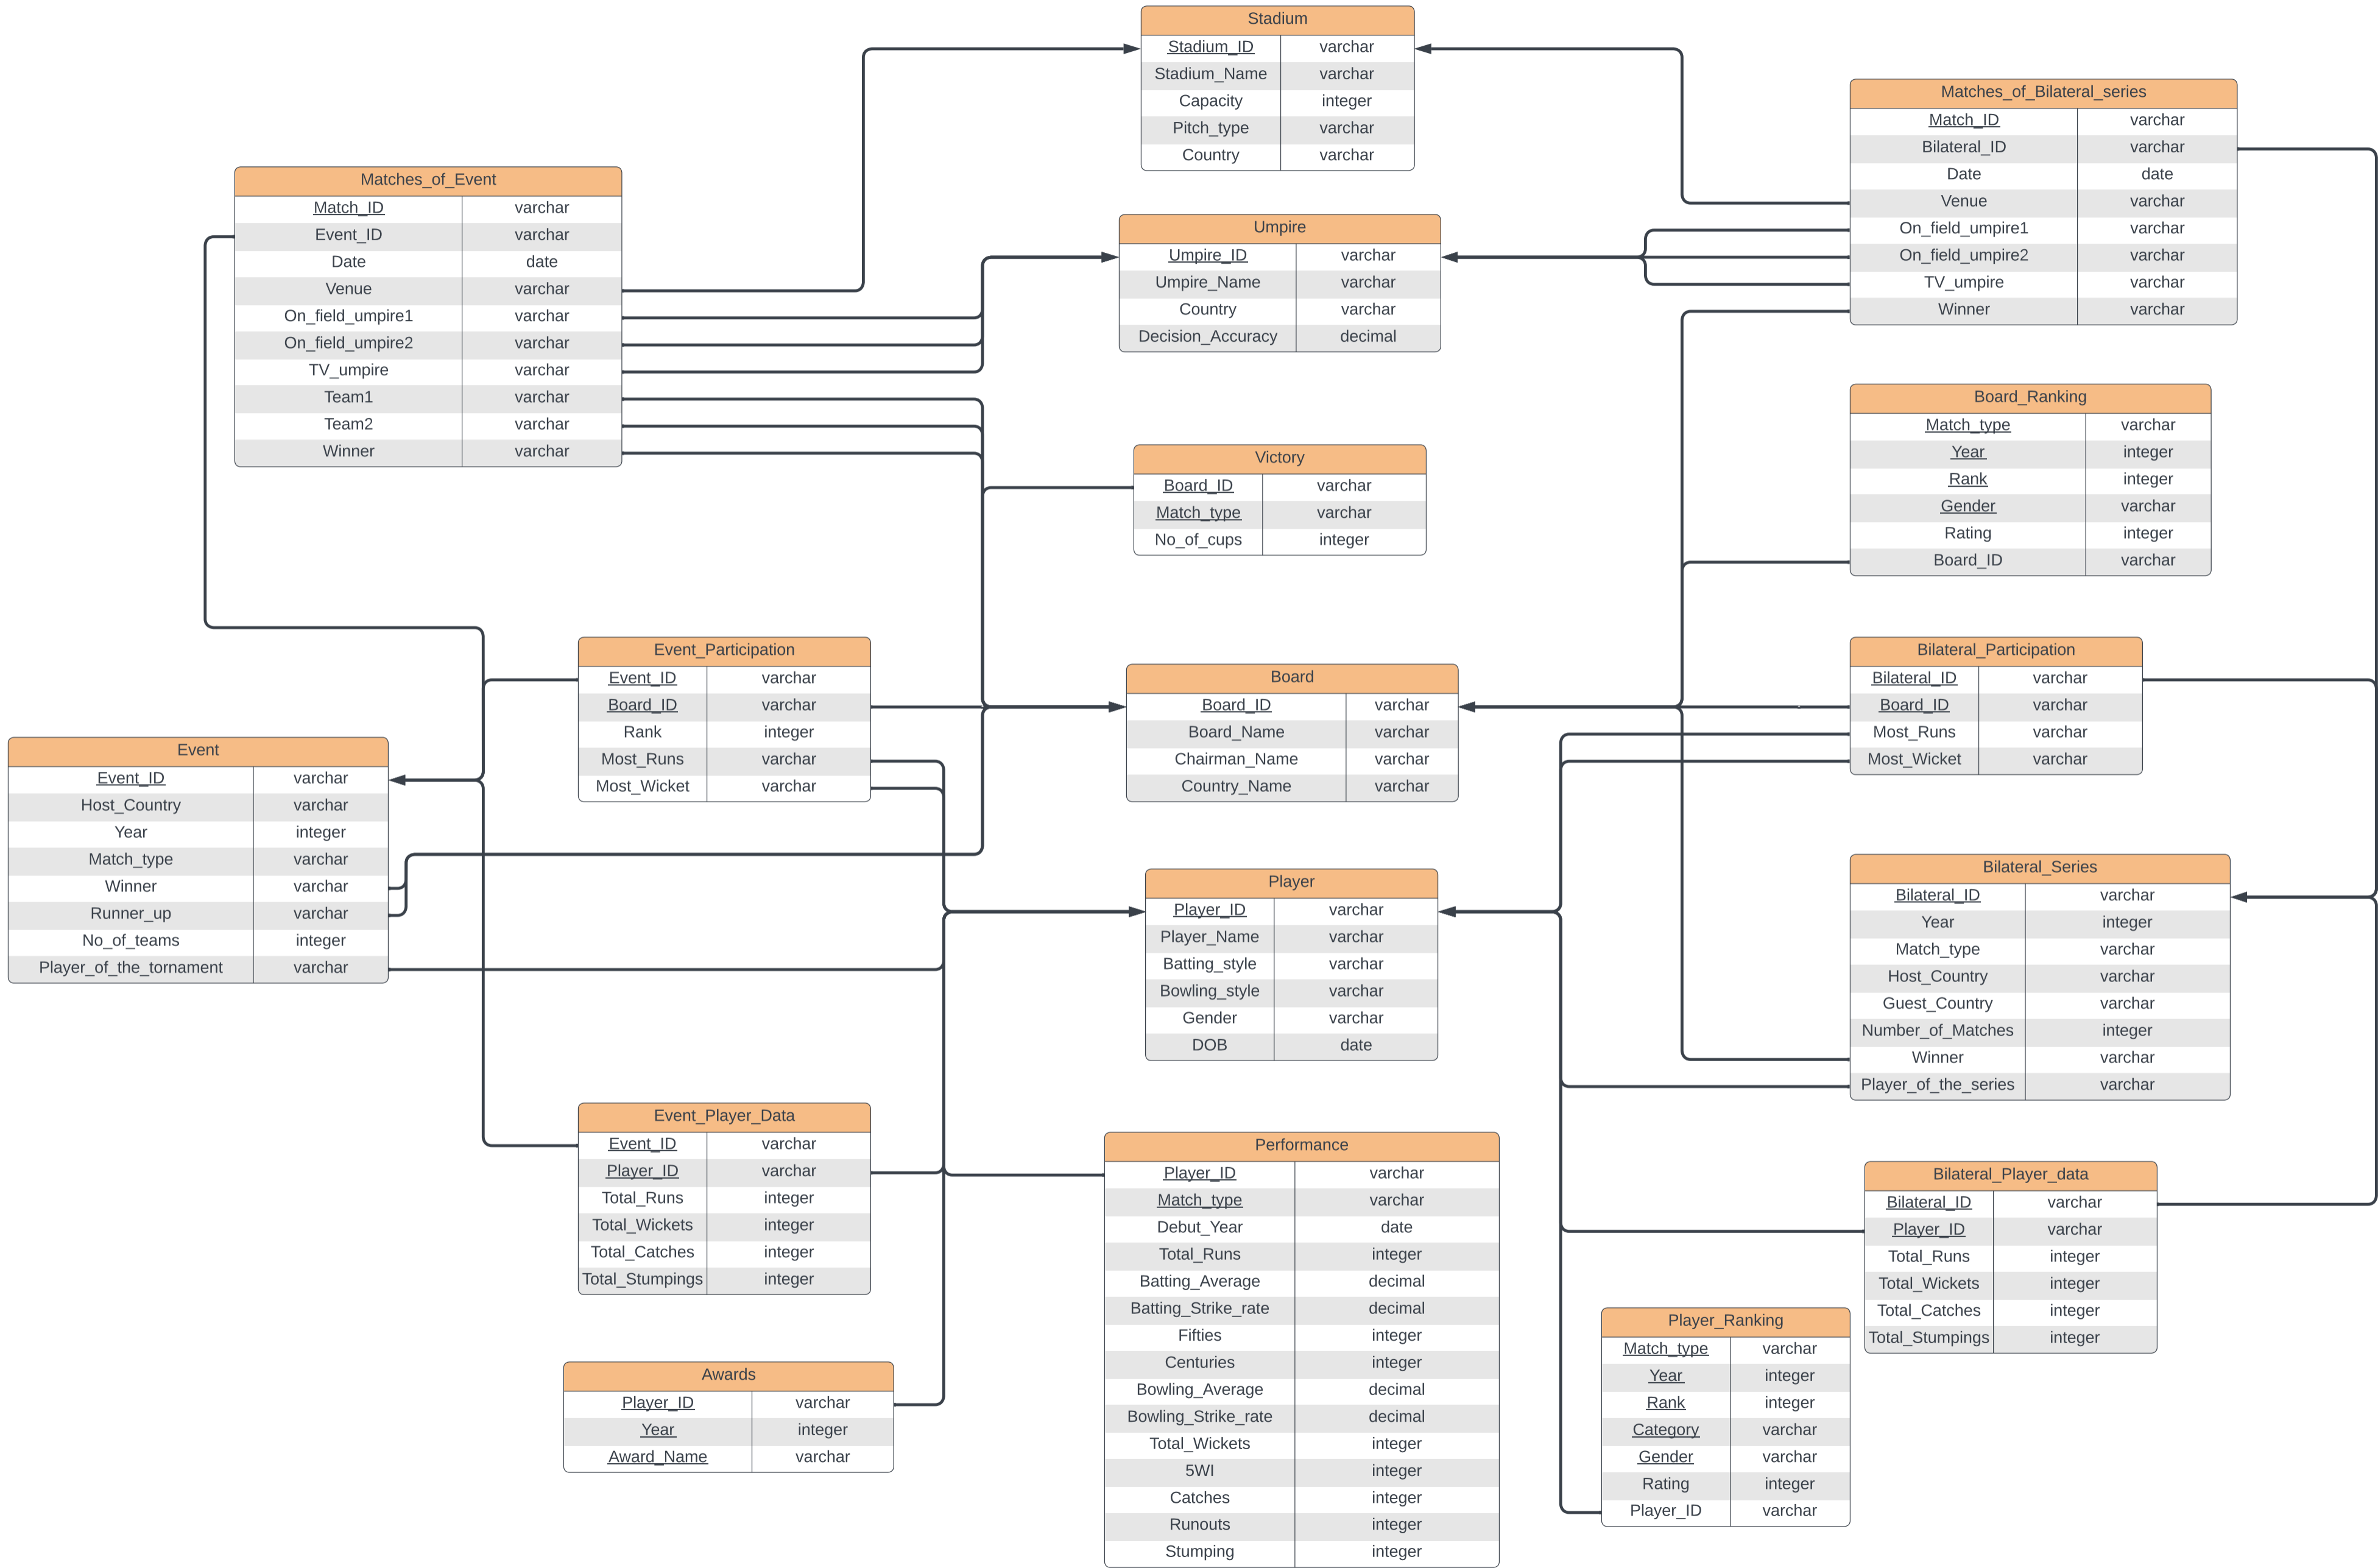 Stadium
Stadium_ID varchar
Stadium_Name varchar
Capacity integer
Pitch_type varchar
Country varchar
Matches_of_Bilateral_series
Match_ID varchar
Bilateral_ID varchar
Date date
Venue varchar
On_field_umpire1 varchar
On_field_umpire2 varchar
TV_umpire varchar
Winner varchar
Matches_of_Event
Match_ID varchar
Event_ID varchar
Date date
Venue varchar
On_field_umpire1 varchar
On_field_umpire2 varchar
TV_umpire varchar
Team1 varchar
Team2 varchar
Winner varchar
Umpire
Umpire_ID varchar
Umpire_Name varchar
Country varchar
Decision_Accuracy decimal
Board_Ranking
Match_type varchar
Year integer
Rank integer
Gender varchar
Rating integer
Board_ID varchar
Victory
Board_ID varchar
Match_type varchar
No_of_cups integer
Event_Participation
Event_ID varchar
Board_ID varchar
Rank integer
Most_Runs varchar
Most_Wicket varchar
Board
Board_ID varchar
Board_Name varchar
Chairman_Name varchar
Country_Name varchar
Bilateral_Participation
Bilateral_ID varchar
Board_ID varchar
Most_Runs varchar
Most_Wicket varchar
Event
Event_ID varchar
Host_Country varchar
Year integer
Match_type varchar
Winner varchar
Runner_up varchar
No_of_teams integer
Player_of_the_tornament varchar
Player
Player_ID varchar
Player_Name varchar
Batting_style varchar
Bowling_style varchar
Gender varchar
DOB date
Bilateral_Series
Bilateral_ID varchar
Year integer
Match_type varchar
Host_Country varchar
Guest_Country varchar
Number_of_Matches integer
Winner varchar
Player_of_the_series varchar
Event_Player_Data
Event_ID varchar
Player_ID varchar
Total_Runs integer
Total_Wickets integer
Total_Catches integer
Total_Stumpings integer
Performance
Player_ID varchar
Match_type varchar
Debut_Year date
Total_Runs integer
Batting_Average decimal
Batting_Strike_rate decimal
Fifties integer
Centuries integer
Bowling_Average decimal
Bowling_Strike_rate decimal
Total_Wickets integer
5WI integer
Catches integer
Runouts integer
Stumping integer
Bilateral_Player_data
Bilateral_ID varchar
Player_ID varchar
Total_Runs integer
Total_Wickets integer
Total_Catches integer
Total_Stumpings integer
Awards
Player_ID varchar
Year integer
Award_Name varchar
Player_Ranking
Match_type varchar
Year integer
Rank integer
Category varchar
Gender varchar
Rating integer
Player_ID varchar